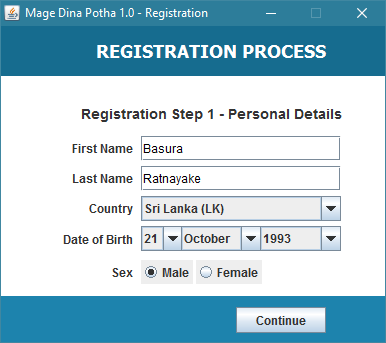 Mage Dina Potha 1.0 - Registration
REGISTRATION PROCESS
Registration Step 1 - Personal Details
First Name Basura
Last Name Ratnayake
Country Sri Lanka (LK)
Date of Birth 21 October 1993
Sex Male Female
Continue